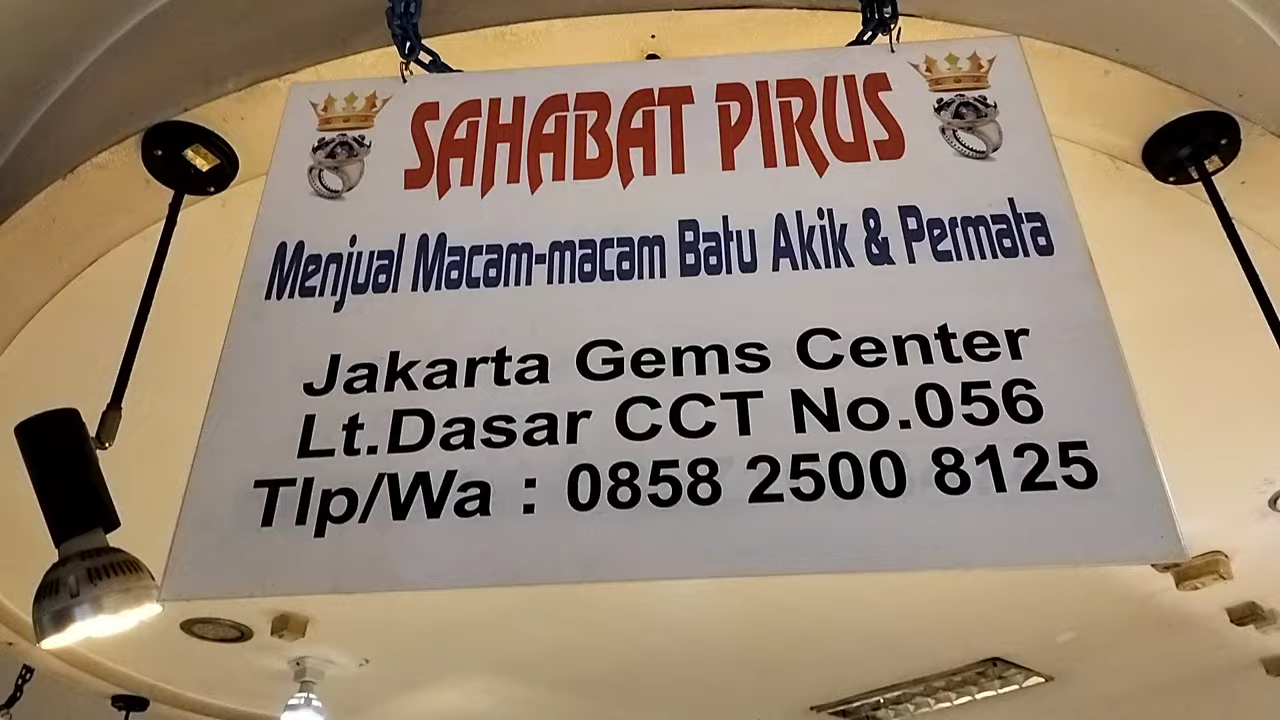 SAHABAT PIRUS
Menjual Macam-macam Batu Akik & Permata
Jakarta Gems Center
Lt.Dasar CCT No.056
Tlp/Wa : 0858 2500 8125